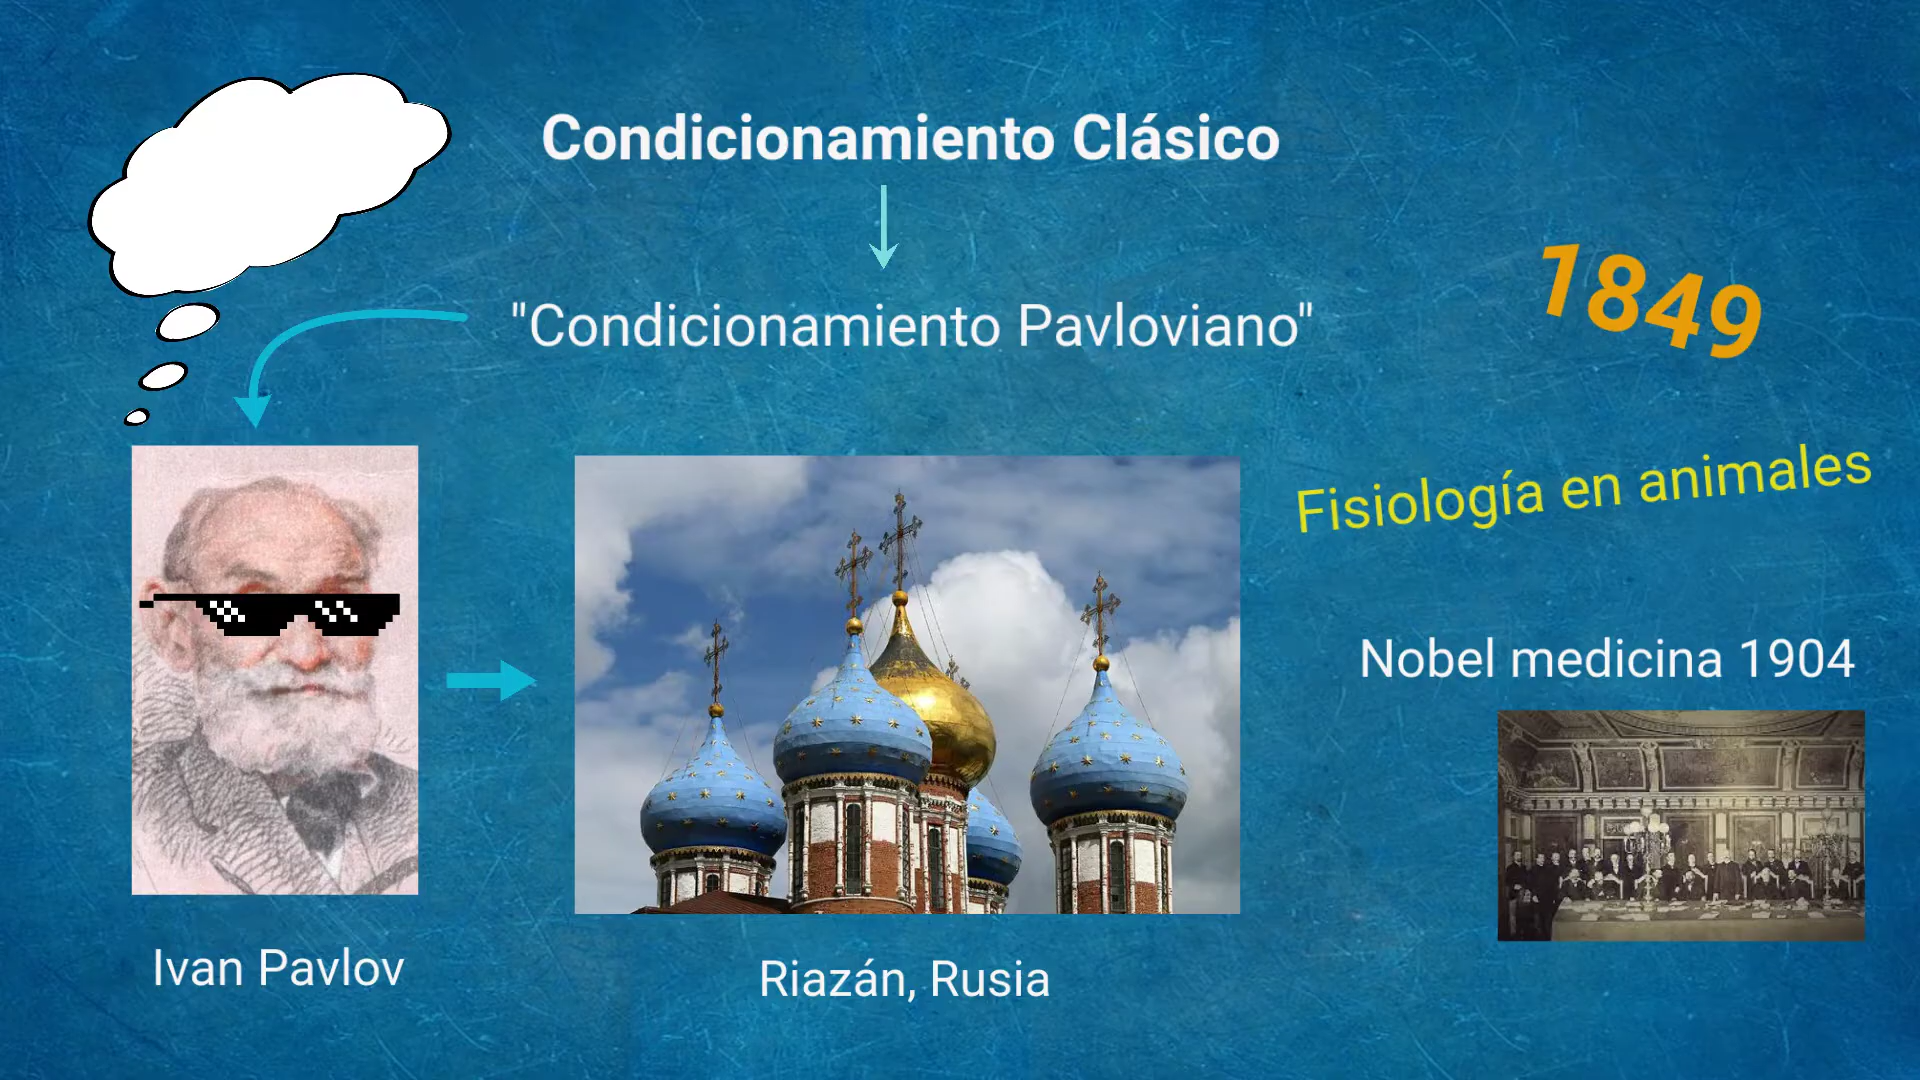 Condicionamiento Clásico
"Condicionamiento Pavloviano"
1849
Fisiología en animales
Nobel medicina 1904
Ivan Pavlov
Riazán, Rusia